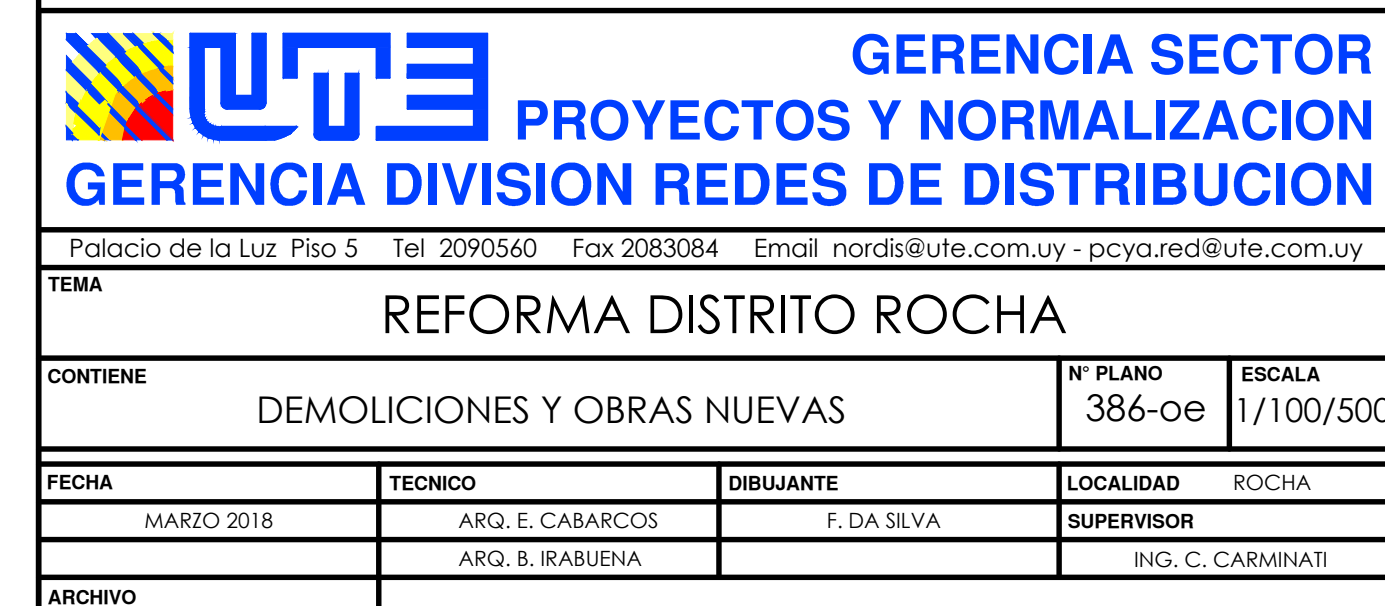 UTE
GERENCIA SECTOR
PROYECTOS Y NORMALIZACION
GERENCIA DIVISION REDES DE DISTRIBUCION
Palacio de la Luz Piso 5 Tel 2090560 Fax 2083084 Email nordis@ute.com.uy - pcya.red@ute.com.uy
TEMA
REFORMA DISTRITO ROCHA
CONTIENE
DEMOLICIONES Y OBRAS NUEVAS
N° PLANO
386-oe
ESCALA
1/100/500
FECHA TECNICO DIBUJANTE LOCALIDAD ROCHA
MARZO 2018 ARQ. E. CABARCOS F. DA SILVA SUPERVISOR
ARQ. B. IRABUENA ING. C. CARMINATI
ARCHIVO